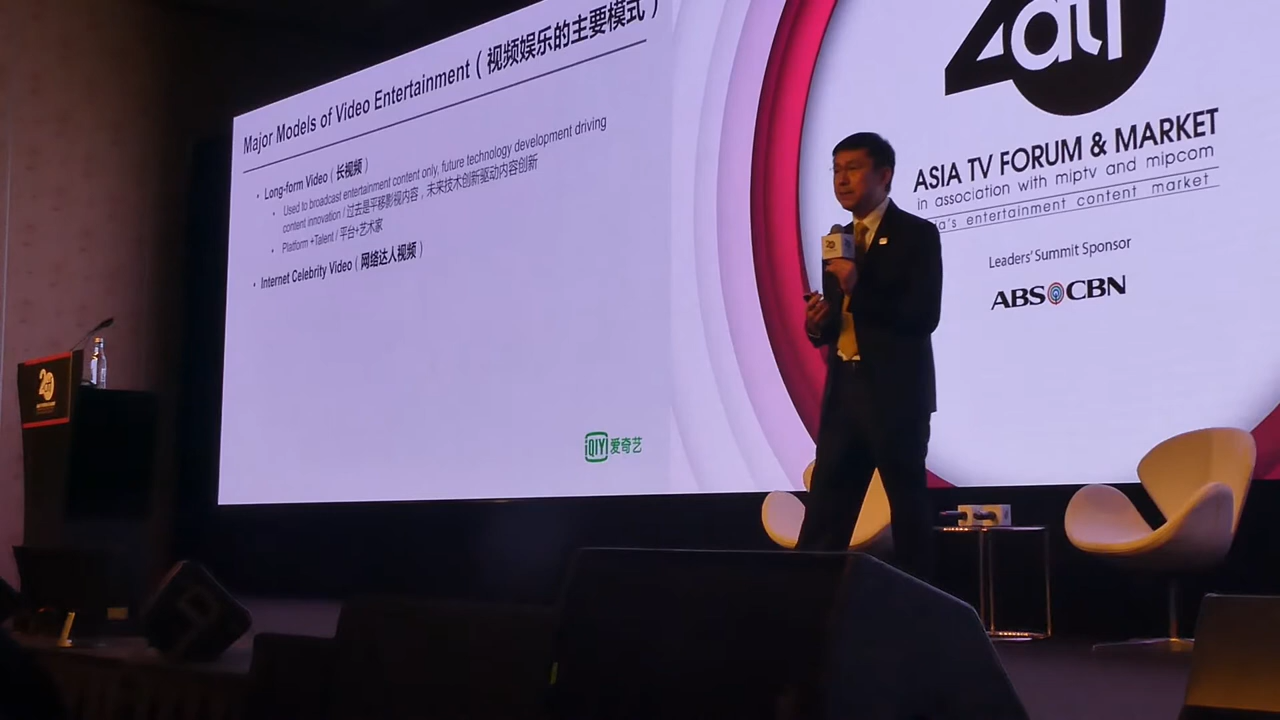 Major Models of Video Entertainment（视频娱乐的主要模式）
• Long-form Video（长视频）
• Used to broadcast entertainment content only, future technology development driving
content innovation / 过去是平移影视内容，未来技术创新驱动内容创新
• Platform +Talent / 平台+艺术家
• Internet Celebrity Video（网络达人视频）
iQIYI 爱奇艺
20 atf
ASIA TV FORUM & MARKET
in association with miptv and mipcom
entertainment content market
Leaders' Summit Sponsor
ABS CBN